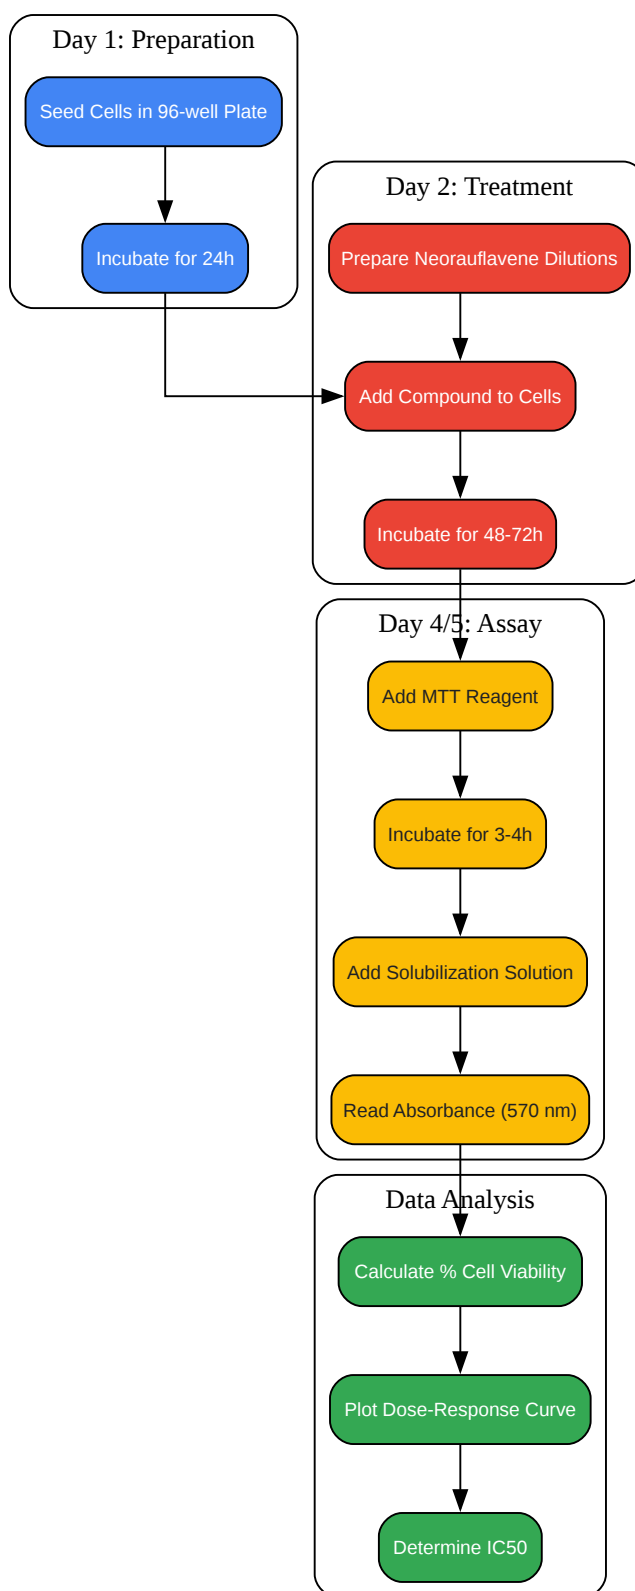 Day 1: Preparation
Seed Cells in 96-well Plate
Incubate for 24h
Day 2: Treatment
Prepare Neorauflavene Dilutions
Add Compound to Cells
Incubate for 48-72h
Day 4/5: Assay
Add MTT Reagent
Incubate for 3-4h
Add Solubilization Solution
Read Absorbance (570 nm)
Data Analysis
Calculate % Cell Viability
Plot Dose-Response Curve
Determine IC50